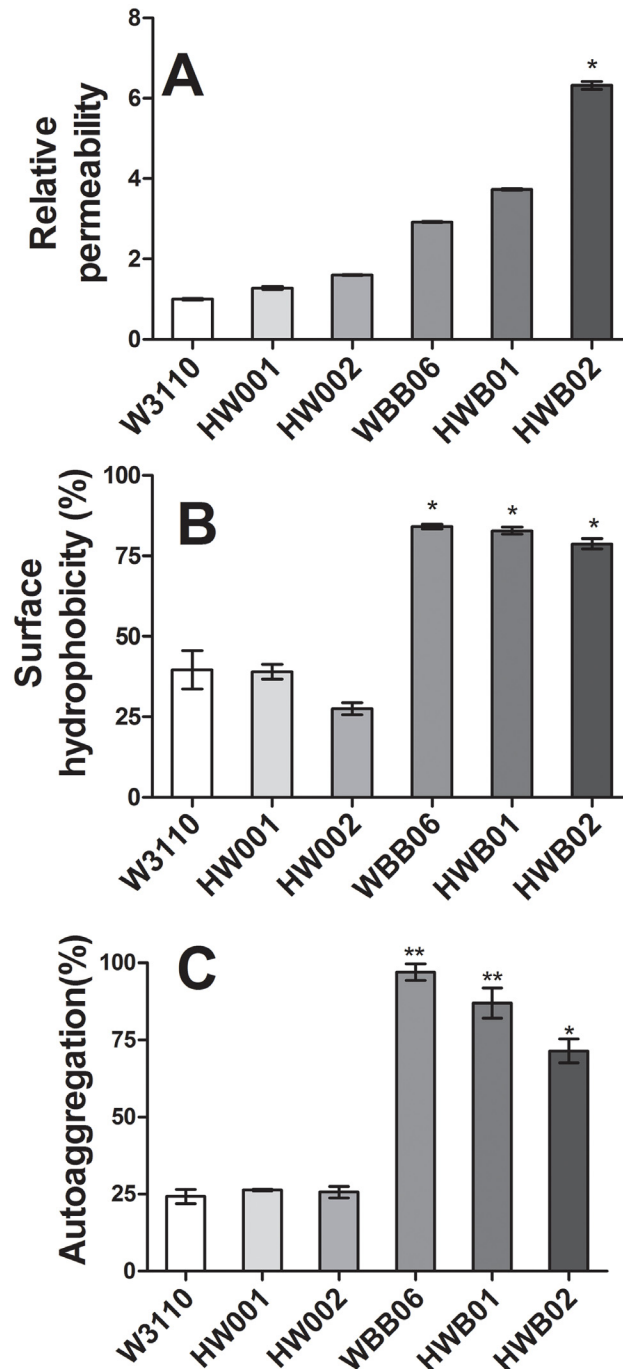 A
Relative
permeability
8
6
4
2
0
*
W3110
HW001
HW002
WBB06
HWB01
HWB02
B
Surface
hydrophobicity (%)
100
75
50
25
0
*
*
*
W3110
HW001
HW002
WBB06
HWB01
HWB02
C
Autoaggregation(%)
100
75
50
25
0
**
**
*
W3110
HW001
HW002
WBB06
HWB01
HWB02